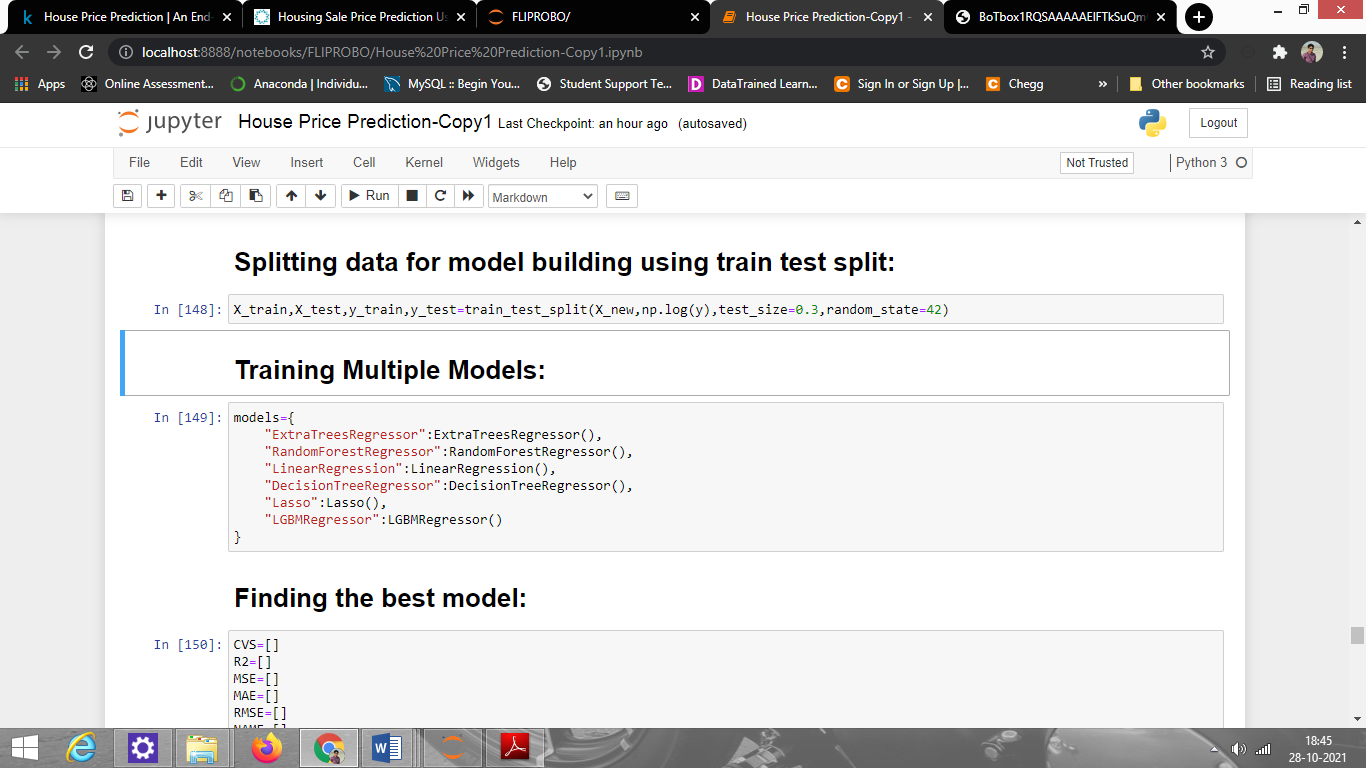 House Price Prediction | An End
Housing Sale Price Prediction U
FLIPROBO/
House Price Prediction-Copy1 -
BoTbox1RQSAAAAAElFTkSuQm
localhost:8888/notebooks/FLIPROBO/House%20Price%20Prediction-Copy1.ipynb
Apps
Online Assessment...
Anaconda | Individu...
MySQL :: Begin You...
Student Support Te...
DataTrained Learn...
Sign In or Sign Up |...
Chegg
»
Other bookmarks
Reading list
jupyter House Price Prediction-Copy1 Last Checkpoint: an hour ago (autosaved)
Logout
File Edit View Insert Cell Kernel Widgets Help
Not Trusted
Python 3
Run
Markdown
Splitting data for model building using train test split:
In [148]: X_train,X_test,y_train,y_test=train_test_split(X_new,np.log(y),test_size=0.3,random_state=42)
Training Multiple Models:
In [149]: models={
"ExtraTreesRegressor":ExtraTreesRegressor(),
"RandomForestRegressor":RandomForestRegressor(),
"LinearRegression":LinearRegression(),
"DecisionTreeRegressor":DecisionTreeRegressor(),
"Lasso":Lasso(),
"LGBMRegressor":LGBMRegressor()
}
Finding the best model:
In [150]: CVS=[]
R2=[]
MSE=[]
MAE=[]
RMSE=[]
18:45
28-10-2021